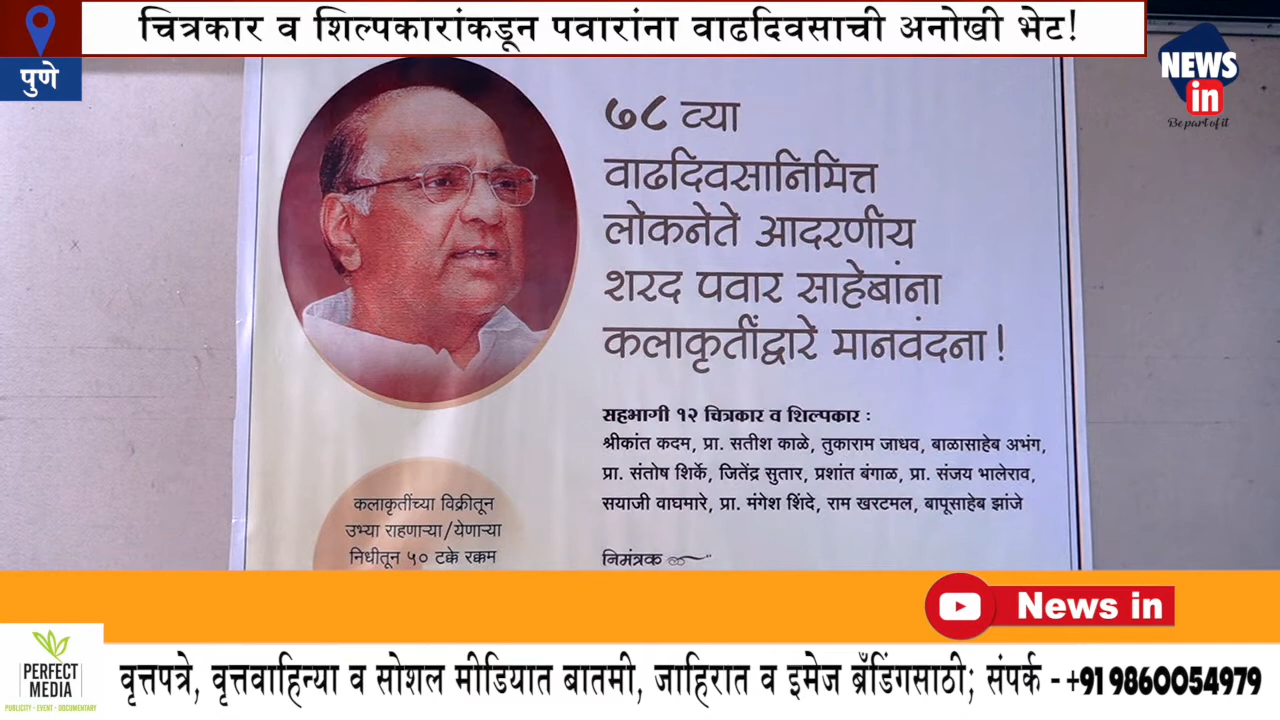 चित्रकार व शिल्पकारांकडून पवारांना वाढदिवसाची अनोखी भेट!
पुणे
NEWS
in
Be part of it
७८ व्या
वाढदिवसानिमित्त
लोकनेते आदरणीय
शरद पवार साहेबांना
कलाकृतींद्वारे मानवंदना!
सहभागी १२ चित्रकार व शिल्पकार :
श्रीकांत कदम, प्रा. सतीश काळे, तुकाराम जाधव, बाळासाहेब अभंग,
प्रा. संतोष शिर्के, जितेंद्र सुतार, प्रशांत बंगाळ, प्रा. संजय भालेराव,
सयाजी वाघमारे, प्रा. मंगेश शिंदे, राम खरटमल, बापूसाहेब झांजे
कलाकृतींच्या विक्रीतून
उभ्या राहणाऱ्या/येणाऱ्या
निधीतून ५० टक्के रक्कम
निमंत्रक
News in
PERFECT
MEDIA
PUBLICITY - EVENT - DOCUMENTARY
वृत्तपत्रे, वृत्तवाहिन्या व सोशल मीडियात बातमी, जाहिरात व इमेज ब्रँडिंगसाठी; संपर्क - +91 9860054979